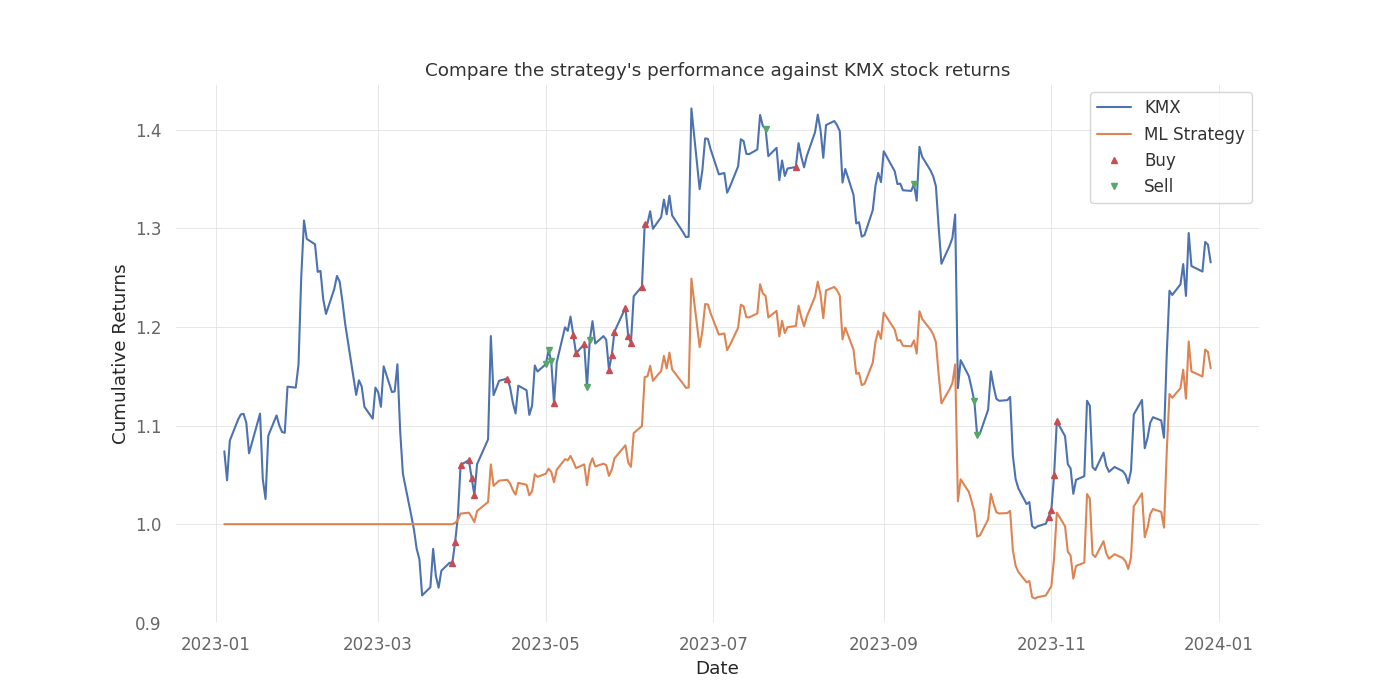 Compare the strategy's performance against KMX stock returns
KMX
ML Strategy
Buy
Sell
Cumulative Returns
1.4
1.3
1.2
1.1
1.0
0.9
2023-01 2023-03 2023-05 2023-07 2023-09 2023-11 2024-01
Date